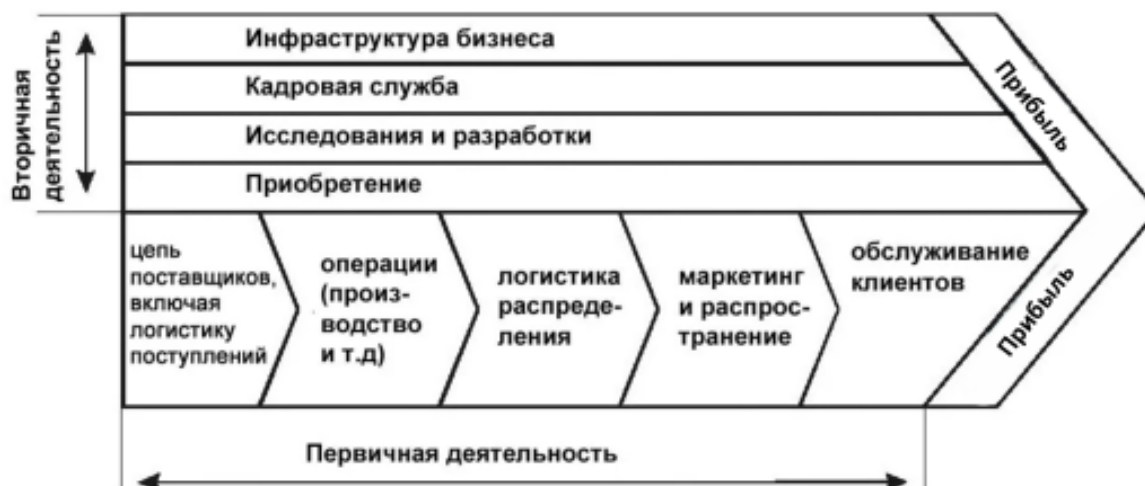 Вторичная
деятельность
Инфраструктура бизнеса
Кадровая служба
Исследования и разработки
Приобретение
Прибыль
цепь
поставщиков,
включая
логистику
поступлений
операции
(произ-
водство
и т.д)
логистика
распреде-
ления
маркетинг
и распрос-
транение
обслуживание
клиентов
Прибыль
Первичная деятельность